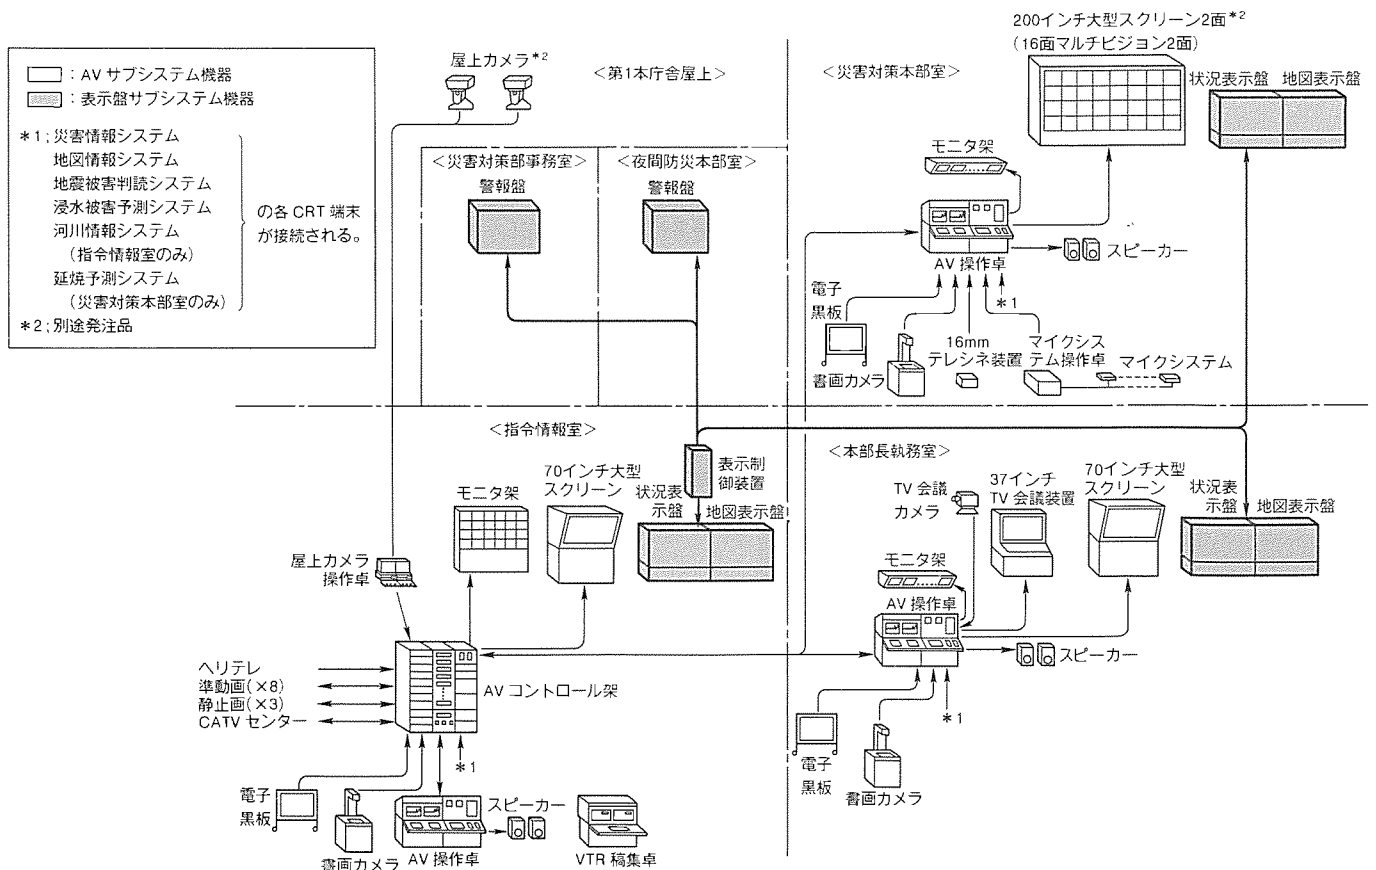 □：AVサブシステム機器
■：表示盤サブシステム機器
＊1；災害情報システム
地図情報システム
地震被害判読システム
浸水被害予測システム
河川情報システム
（指令情報室のみ）
延焼予測システム
（災害対策本部室のみ）
の各CRT端末
が接続される。
＊2；別途発注品
屋上カメラ＊2
＜第1本庁舎屋上＞
＜災害対策部事務室＞
警報盤
＜夜間防災本部室＞
警報盤
＜災害対策本部室＞
200インチ大型スクリーン2面＊2
（16面マルチビジョン2面）
状況表示盤
地図表示盤
モニタ架
AV操作卓
スピーカー
＊1
電子
黒板
書画カメラ
16mm
テレシネ装置
マイクシス
テム操作卓
マイクシステム
＜指令情報室＞
表示制
御装置
モニタ架
70インチ大型
スクリーン
状況表
示盤
地図表示盤
屋上カメラ
操作卓
ヘリテレ
準動画(×8)
静止画(×3)
CATVセンター
AVコントロール架
＊1
電子
黒板
書画カメラ
AV操作卓
スピーカー
VTR稿集卓
＜本部長執務室＞
TV会議
カメラ
37インチ
TV会議装置
70インチ大型
スクリーン
状況表
示盤
地図表示盤
モニタ架
AV操作卓
スピーカー
＊1
電子
黒板
書画カメラ